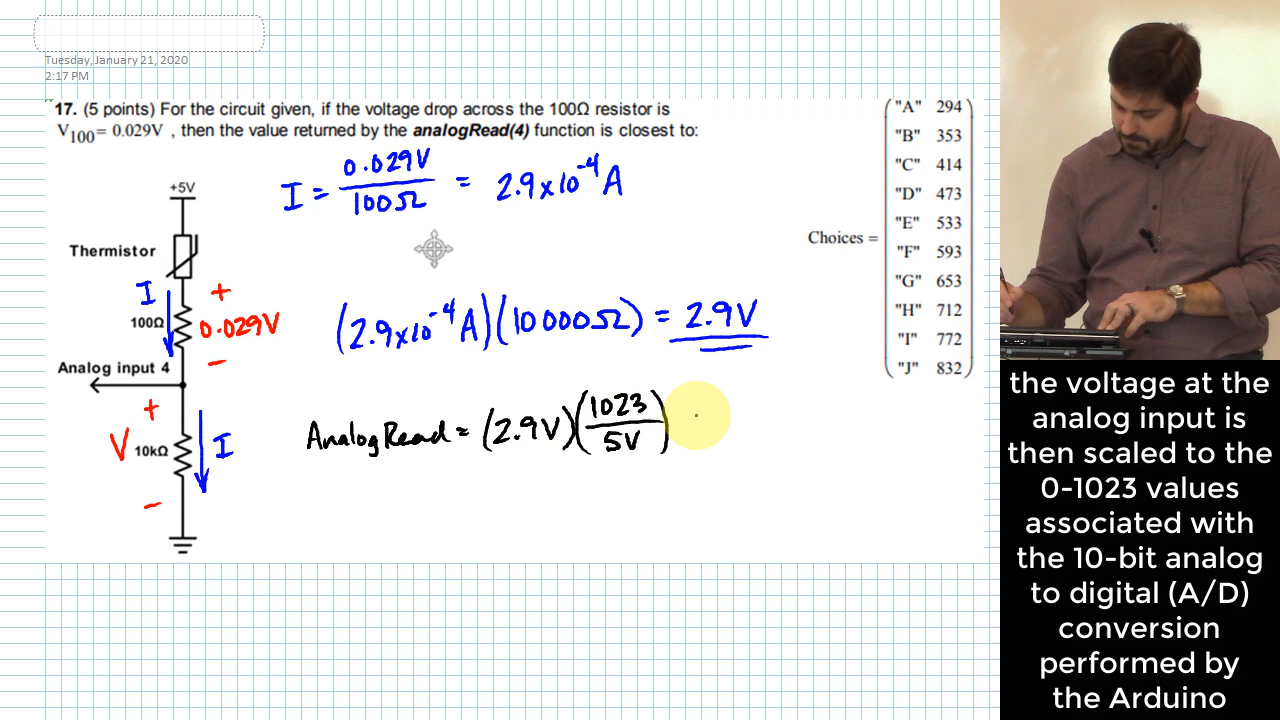 Tuesday, January 21, 2020
2:17 PM
17. (5 points) For the circuit given, if the voltage drop across the 100Ω resistor is
V100= 0.029V , then the value returned by the analogRead(4) function is closest to:
I = 0.029V / 100Ω = 2.9x10^-4 A
+5V
Thermistor
I
+
100Ω
0.029V
-
Analog input 4
+
V
10kΩ
I
-
(2.9x10^-4 A)(10000Ω) = 2.9V
AnalogRead = (2.9V)(1023 / 5V)
Choices =
"A" 294
"B" 353
"C" 414
"D" 473
"E" 533
"F" 593
"G" 653
"H" 712
"I" 772
"J" 832
the voltage at the
analog input is
then scaled to the
0-1023 values
associated with
the 10-bit analog
to digital (A/D)
conversion
performed by
the Arduino